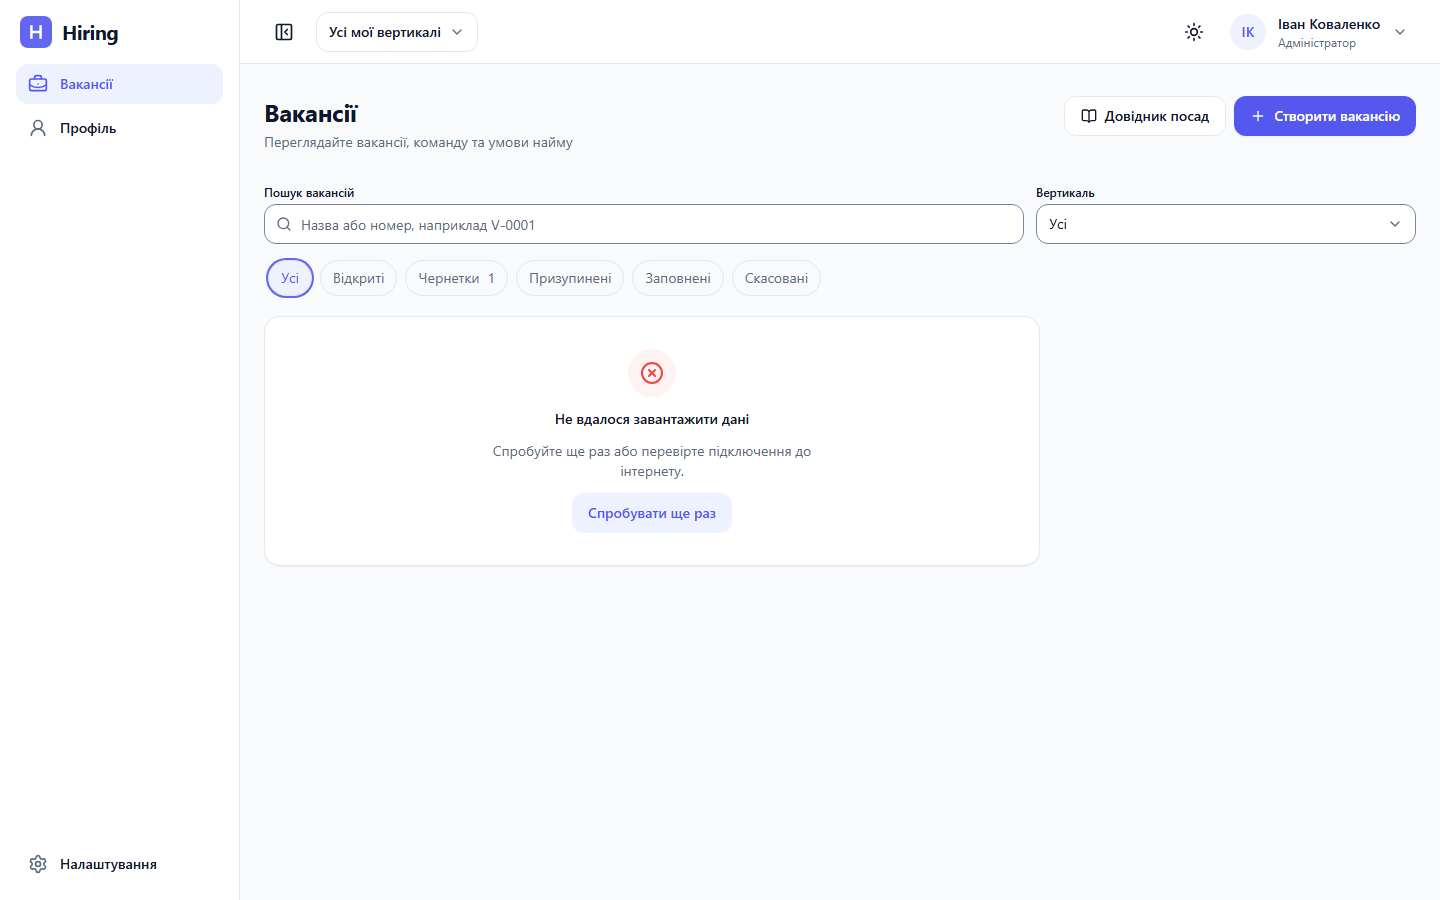 H Hiring
Усі мої вертикалі
ІК
Іван Коваленко
Адміністратор
Вакансії
Профіль
Налаштування
Вакансії
Переглядайте вакансії, команду та умови найму
Довідник посад
Створити вакансію
Пошук вакансій
Назва або номер, наприклад V-0001
Вертикаль
Усі
Усі
Відкриті
Чернетки 1
Призупинені
Заповнені
Скасовані
Не вдалося завантажити дані
Спробуйте ще раз або перевірте підключення до
інтернету.
Спробувати ще раз